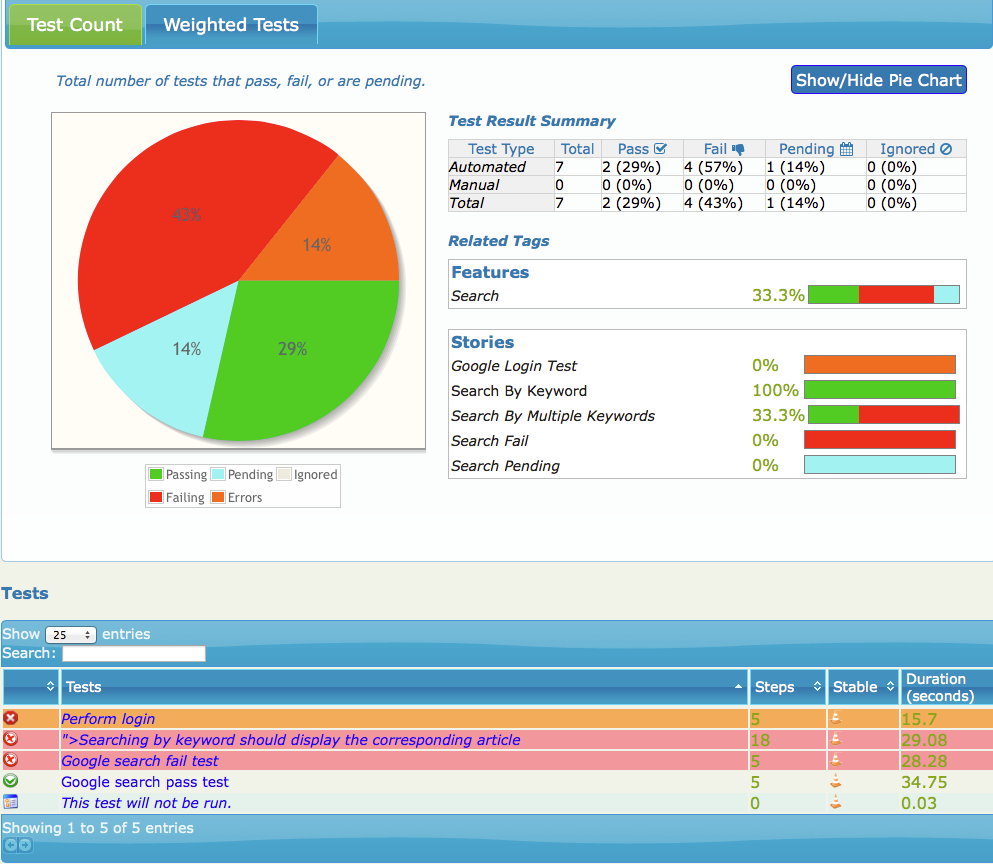 Test Count Weighted Tests
Total number of tests that pass, fail, or are pending.
Show/Hide Pie Chart
43%
14%
14%
29%
Passing Pending Ignored
Failing Errors
Test Result Summary
Test Type Total Pass Fail Pending Ignored
Automated 7 2 (29%) 4 (57%) 1 (14%) 0 (0%)
Manual 0 0 (0%) 0 (0%) 0 (0%) 0 (0%)
Total 7 2 (29%) 4 (43%) 1 (14%) 0 (0%)
Related Tags
Features
Search 33.3%
Stories
Google Login Test 0%
Search By Keyword 100%
Search By Multiple Keywords 33.3%
Search Fail 0%
Search Pending 0%
Tests
Show 25 entries
Search:
Tests Steps Stable Duration
(seconds)
Perform login 5 15.7
">Searching by keyword should display the corresponding article 18 29.08
Google search fail test 5 28.28
Google search pass test 5 34.75
This test will not be run. 0 0.03
Showing 1 to 5 of 5 entries